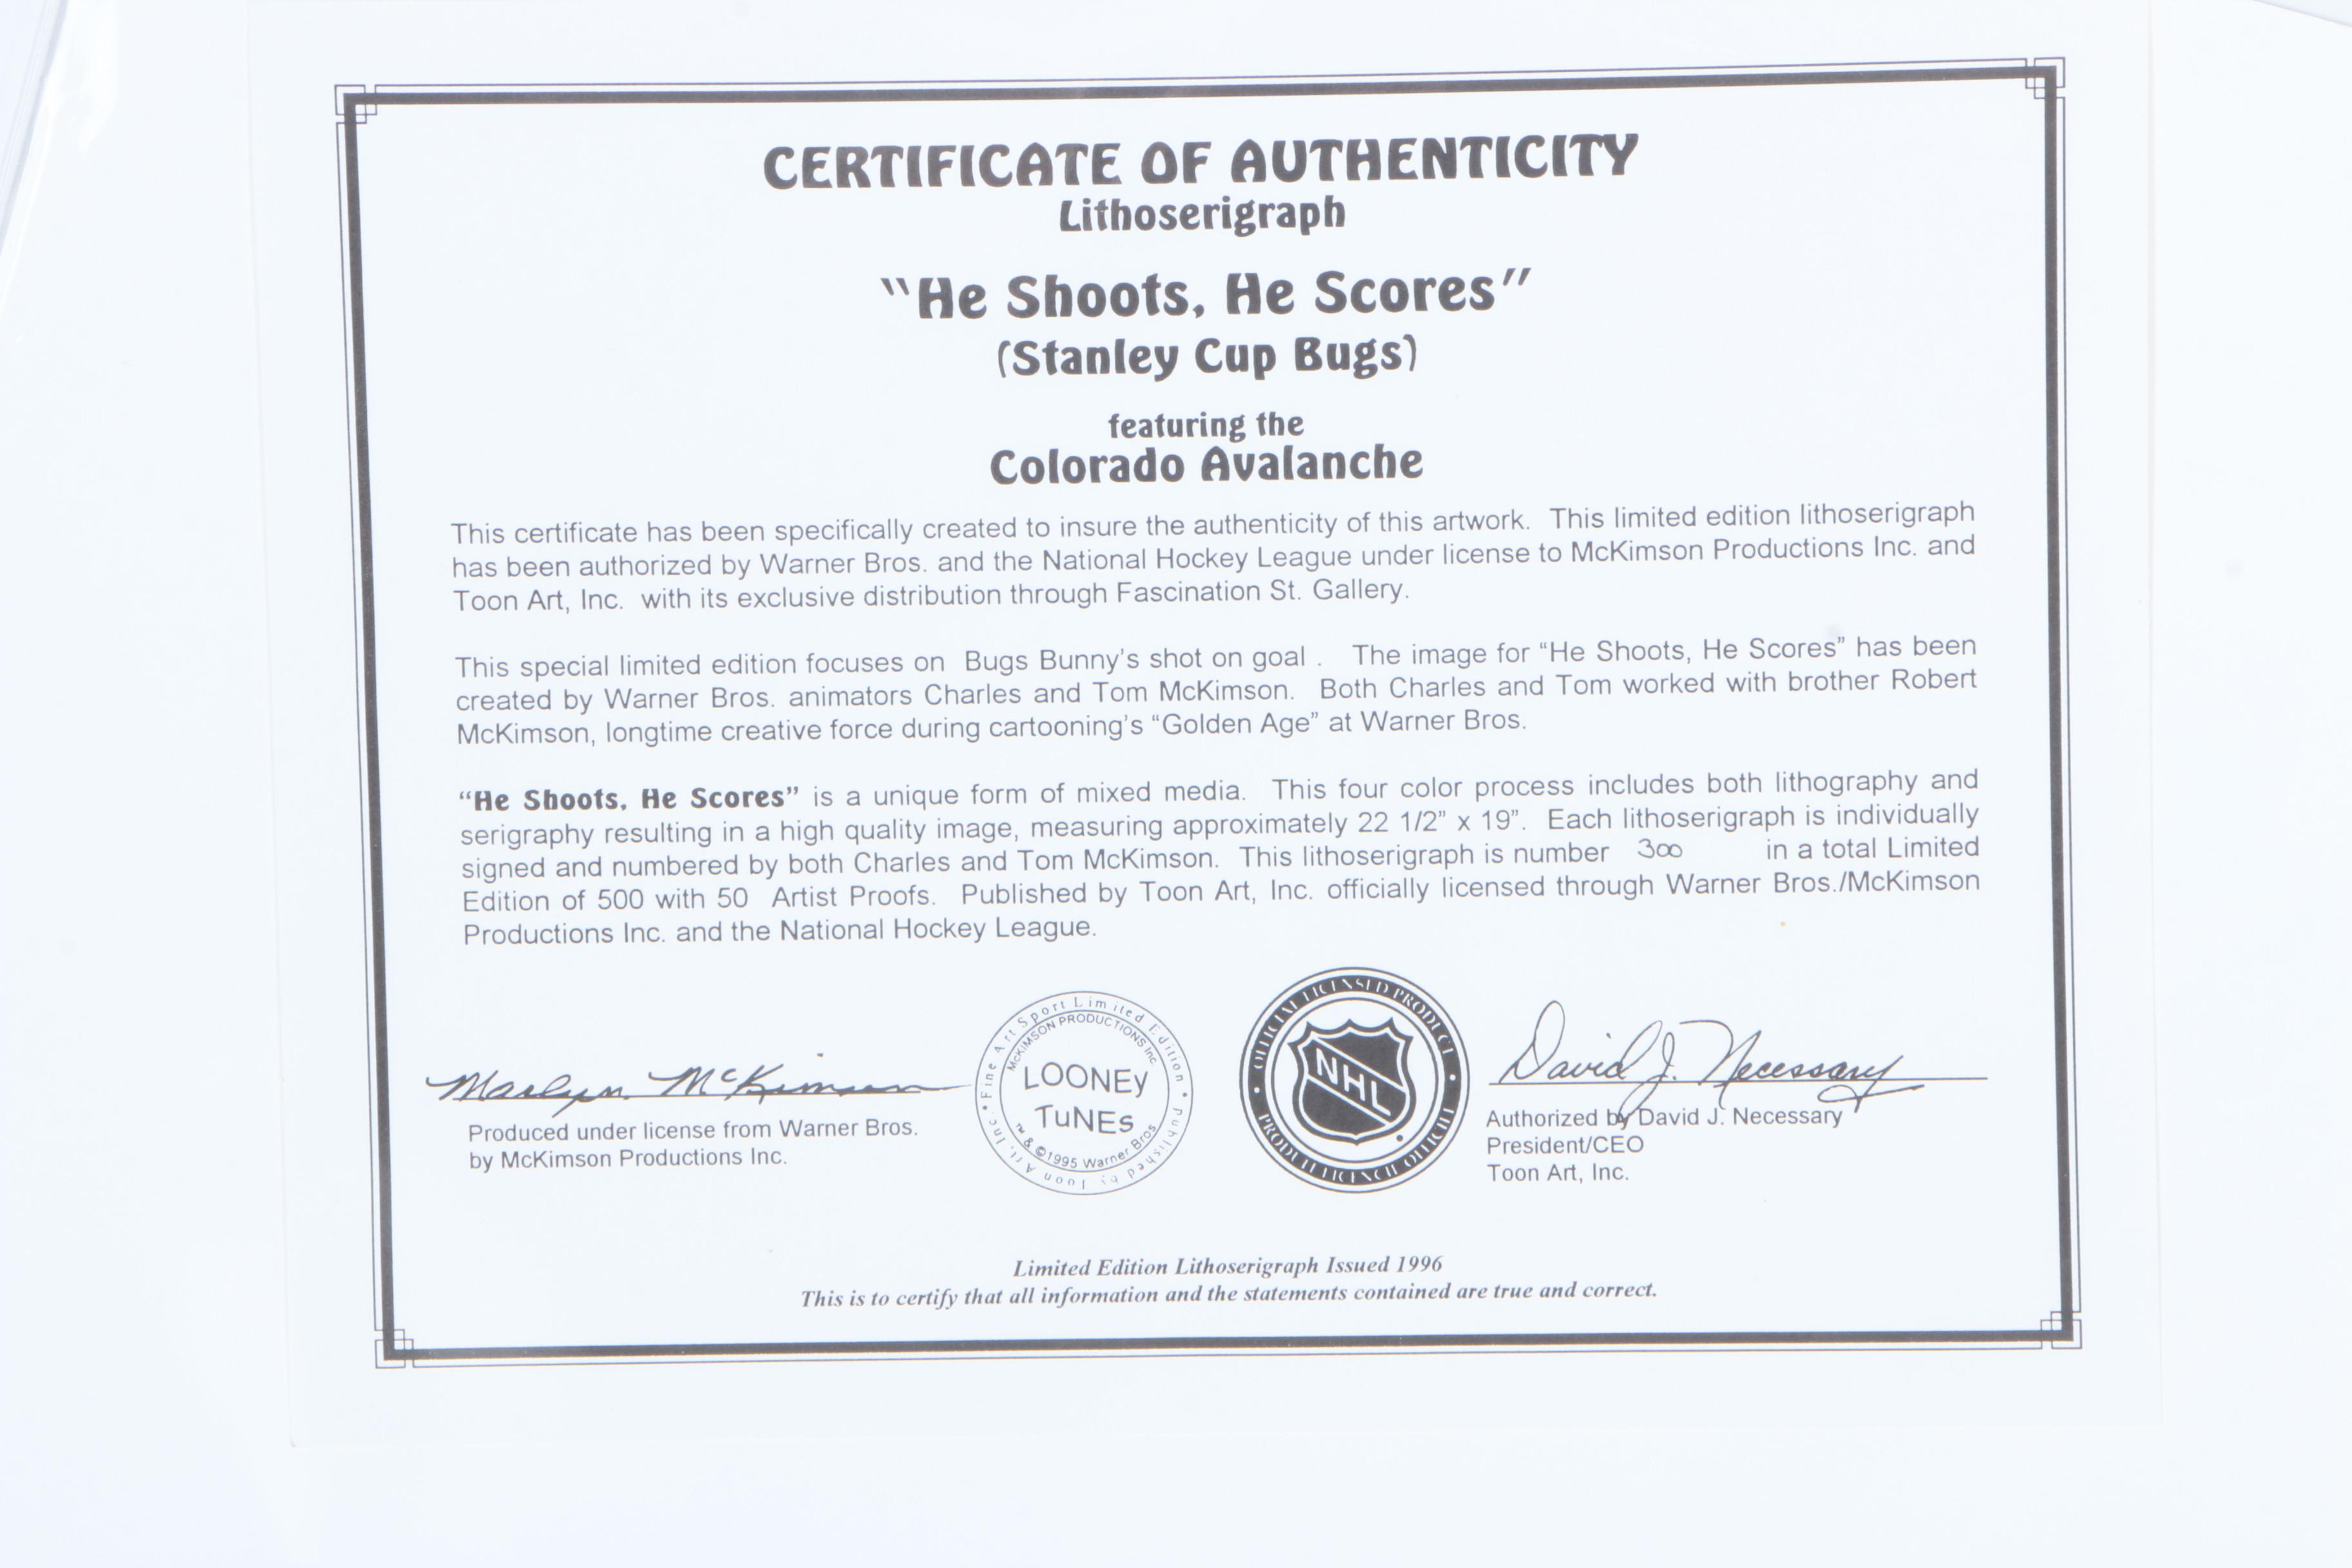 CERTIFICATE OF AUTHENTICITY
Lithoserigraph
"He Shoots, He Scores"
(Stanley Cup Bugs)
featuring the
Colorado Avalanche
This certificate has been specifically created to insure the authenticity of this artwork. This limited edition lithoserigraph
has been authorized by Warner Bros. and the National Hockey League under license to McKimson Productions Inc. and
Toon Art, Inc. with its exclusive distribution through Fascination St. Gallery.
This special limited edition focuses on Bugs Bunny's shot on goal . The image for “He Shoots, He Scores” has been
created by Warner Bros. animators Charles and Tom McKimson. Both Charles and Tom worked with brother Robert
McKimson, longtime creative force during cartooning's “Golden Age” at Warner Bros.
“He Shoots, He Scores” is a unique form of mixed media. This four color process includes both lithography and
serigraphy resulting in a high quality image, measuring approximately 22 1/2” x 19”. Each lithoserigraph is individually
signed and numbered by both Charles and Tom McKimson. This lithoserigraph is number 300 in a total Limited
Edition of 500 with 50 Artist Proofs. Published by Toon Art, Inc. officially licensed through Warner Bros./McKimson
Productions Inc. and the National Hockey League.
Marlyn McKimson
Produced under license from Warner Bros.
by McKimson Productions Inc.
Fine Art Sport Limited Edition • Published by Toon Art, Inc. •
McKIMSON PRODUCTIONS Inc.
LOONEY
TUNES
™ & ©1995 Warner Bros
OFFICIAL LICENSED PRODUCT
NHL
• PRODUIT LICENCIE OFFICIEL •
David J. Necessary
Authorized by David J. Necessary
President/CEO
Toon Art, Inc.
Limited Edition Lithoserigraph Issued 1996
This is to certify that all information and the statements contained are true and correct.